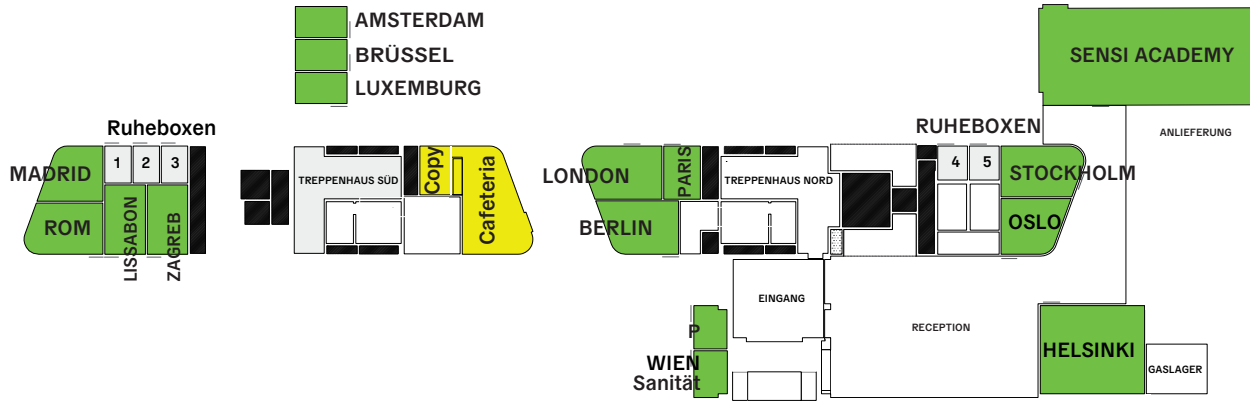 AMSTERDAM
BRÜSSEL
LUXEMBURG
SENSI ACADEMY
ANLIEFERUNG
Ruheboxen
1 2 3
MADRID
ROM
LISSABON
ZAGREB
TREPPENHAUS SÜD
Copy
Cafeteria
LONDON
PARIS
BERLIN
TREPPENHAUS NORD
RUHEBOXEN
4 5
STOCKHOLM
OSLO
EINGANG
RECEPTION
P
WIEN
Sanität
HELSINKI
GASLAGER